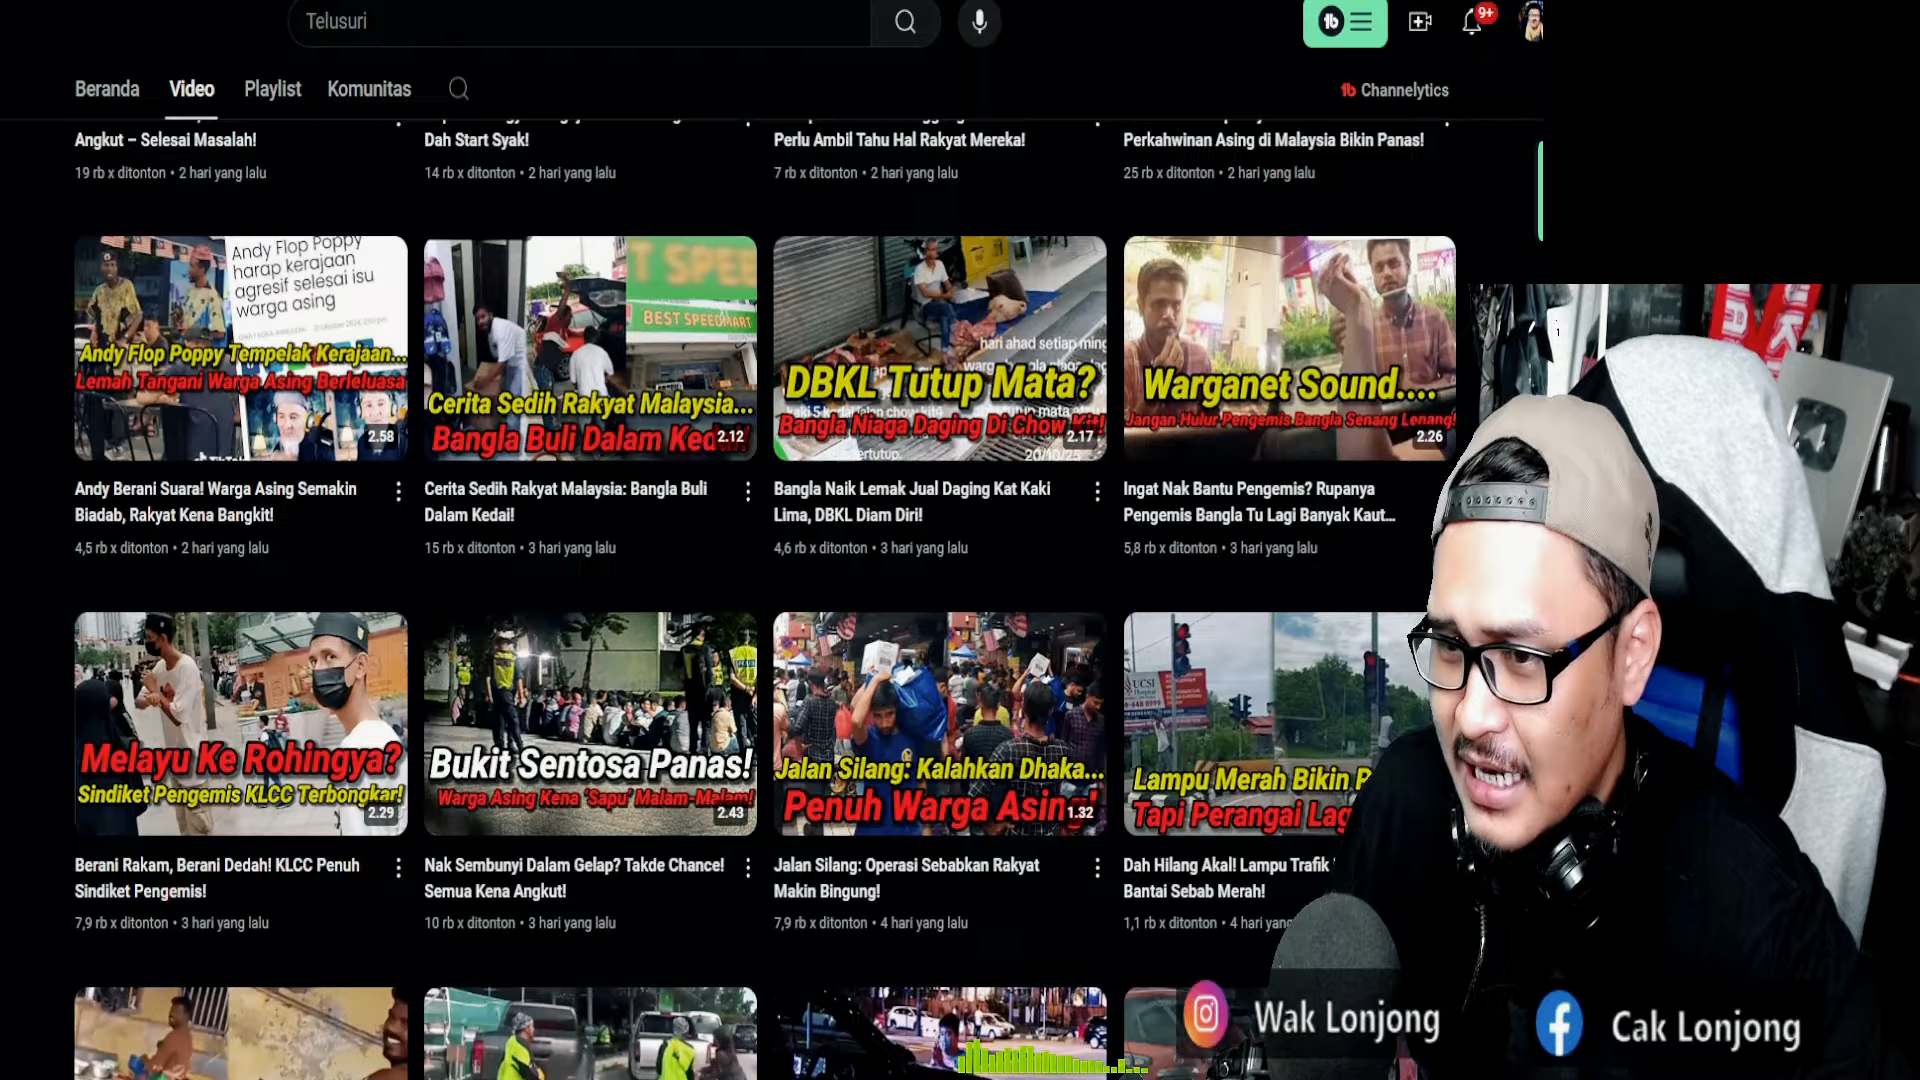 Telusuri
9+
Beranda
Video
Playlist
Komunitas
Channelytics
Angkut – Selesai Masalah!
19 rb x ditonton • 2 hari yang lalu
Dah Start Syak!
14 rb x ditonton • 2 hari yang lalu
Perlu Ambil Tahu Hal Rakyat Mereka!
7 rb x ditonton • 2 hari yang lalu
Perkahwinan Asing di Malaysia Bikin Panas!
25 rb x ditonton • 2 hari yang lalu
Andy Flop Poppy
harap kerajaan
agresif selesai isu
warga asing
Andy Flop Poppy Tempelak Kerajaan...
Lemah Tangani Warga Asing Berleluasa
2.58
Andy Berani Suara! Warga Asing Semakin
Biadab, Rakyat Kena Bangkit!
4,5 rb x ditonton • 2 hari yang lalu
T SPEE
BEST SPEEDMART
Cerita Sedih Rakyat Malaysia...
Bangla Buli Dalam Kedai!
2.12
Cerita Sedih Rakyat Malaysia: Bangla Buli
Dalam Kedai!
15 rb x ditonton • 3 hari yang lalu
hari ahad setiap ming
DBKL Tutup Mata?
Bangla Niaga Daging Di Chow Kit!
2.17
20/10/25
Bangla Naik Lemak Jual Daging Kat Kaki
Lima, DBKL Diam Diri!
4,6 rb x ditonton • 3 hari yang lalu
Warganet Sound....
Jangan Hulur Pengemis Bangla Senang Lenang!
2.26
Ingat Nak Bantu Pengemis? Rupanya
Pengemis Bangla Tu Lagi Banyak Kaut...
5,8 rb x ditonton • 3 hari yang lalu
Melayu Ke Rohingya?
Sindiket Pengemis KLCC Terbongkar!
2.29
Berani Rakam, Berani Dedah! KLCC Penuh
Sindiket Pengemis!
7,9 rb x ditonton • 3 hari yang lalu
Bukit Sentosa Panas!
Warga Asing Kena 'Sapu' Malam-Malam!
2.43
Nak Sembunyi Dalam Gelap? Takde Chance!
Semua Kena Angkut!
10 rb x ditonton • 3 hari yang lalu
Jalan Silang: Kalahkan Dhaka...
Penuh Warga Asing!
1.32
Jalan Silang: Operasi Sebabkan Rakyat
Makin Bingung!
7,9 rb x ditonton • 4 hari yang lalu
UCSI
Hospital
Lampu Merah Bikin
Tapi Perangai Lag
Dah Hilang Akal! Lampu Trafik
Bantai Sebab Merah!
1,1 rb x ditonton • 4 hari yang
Wak Lonjong
Cak Lonjong